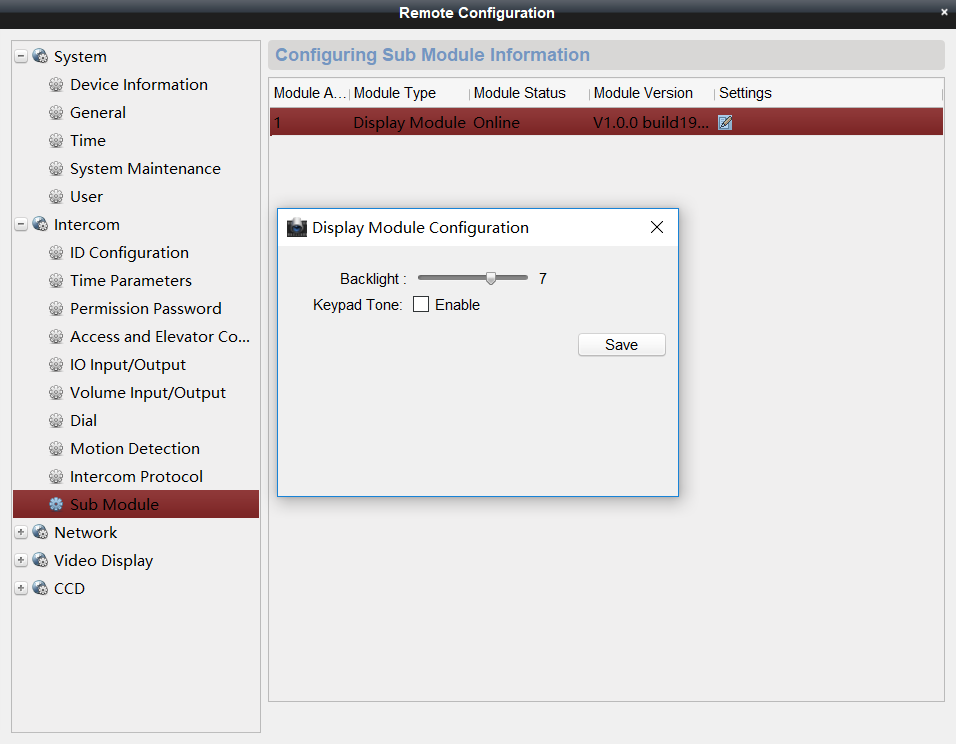 Remote Configuration
System
Device Information
General
Time
System Maintenance
User
Intercom
ID Configuration
Time Parameters
Permission Password
Access and Elevator Co...
IO Input/Output
Volume Input/Output
Dial
Motion Detection
Intercom Protocol
Sub Module
Network
Video Display
CCD
Configuring Sub Module Information
Module A... Module Type Module Status Module Version Settings
1 Display Module Online V1.0.0 build19...
Display Module Configuration
Backlight : 7
Keypad Tone: Enable
Save